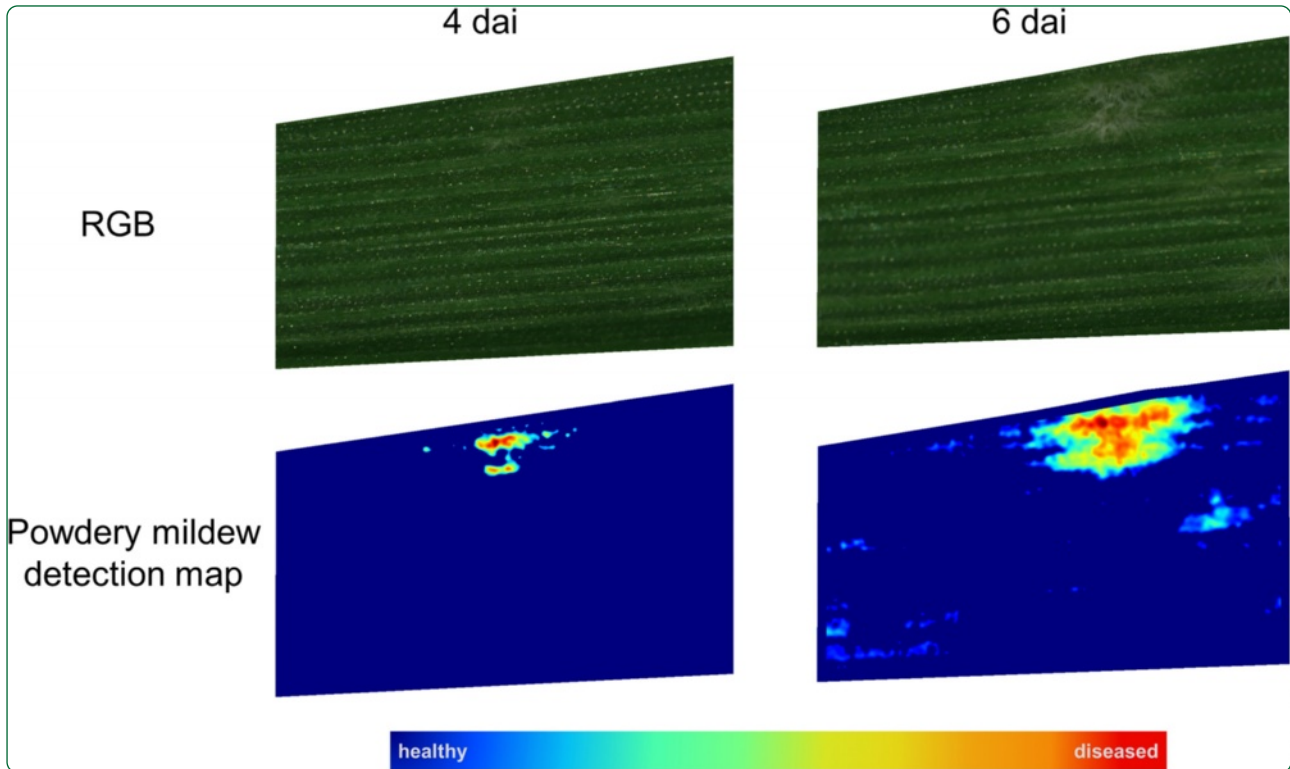 4 dai
6 dai
RGB
Powdery mildew
detection map
healthy
diseased